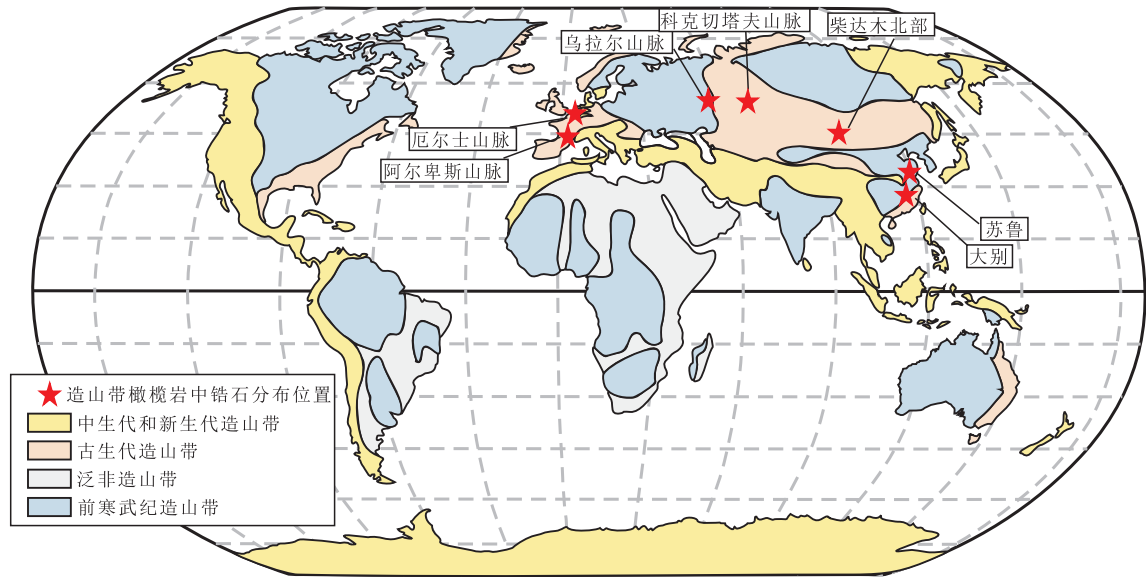 科克切塔夫山脉
柴达木北部
乌拉尔山脉
厄尔士山脉
阿尔卑斯山脉
苏鲁
大别
造山带橄榄岩中锆石分布位置
中生代和新生代造山带
古生代造山带
泛非造山带
前寒武纪造山带